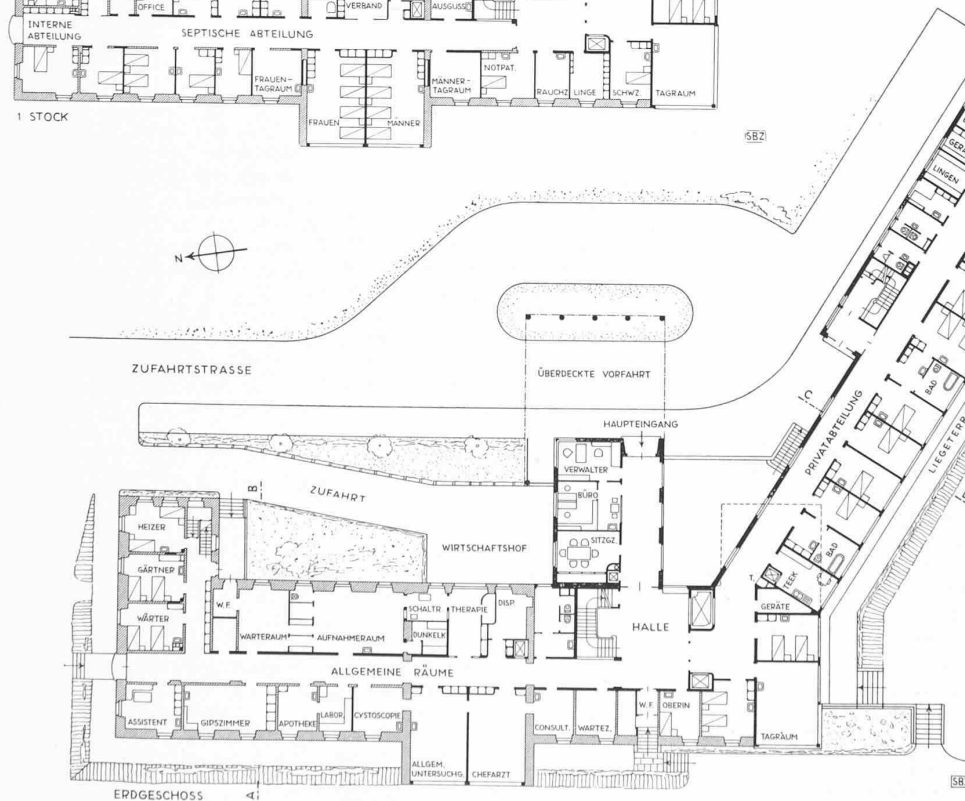 OFFICE
VERBAND
AUSGUSS
INTERNE
ABTEILUNG
SEPTISCHE ABTEILUNG
FRAUEN-
TAGRAUM
FRAUEN
MÄNNER
MÄNNER-
TAGRAUM
NOTPAT.
RAUCHZ.
LINGE
SCHWZ.
TAGRAUM
1 STOCK
SBZ
LINGEN
N
ZUFAHRTSTRASSE
ÜBERDECKTE VORFAHRT
HAUPTEINGANG
C
PRIVATABTEILUNG
BAD
VERWALTER
BÜRO
SITZGZ.
B
ZUFAHRT
WIRTSCHAFTSHOF
HEIZER
GÄRTNER
WÄRTER
W.F.
WARTERAUM
AUFNAHMERAUM
SCHALTR.
DUNKELK
THERAPIE
DISP.
HALLE
T.
TEEK
BAD
GERÄTE
ALLGEMEINE RÄUME
ASSISTENT
GIPSZIMMER
APOTHEKE
LABOR.
CYSTOSCOPIE
ALLGEM.
UNTERSUCHG.
CHEFARZT
CONSULT.
WARTEZ.
W.F.
OBERIN
TAGRAUM
ERDGESCHOSS
A